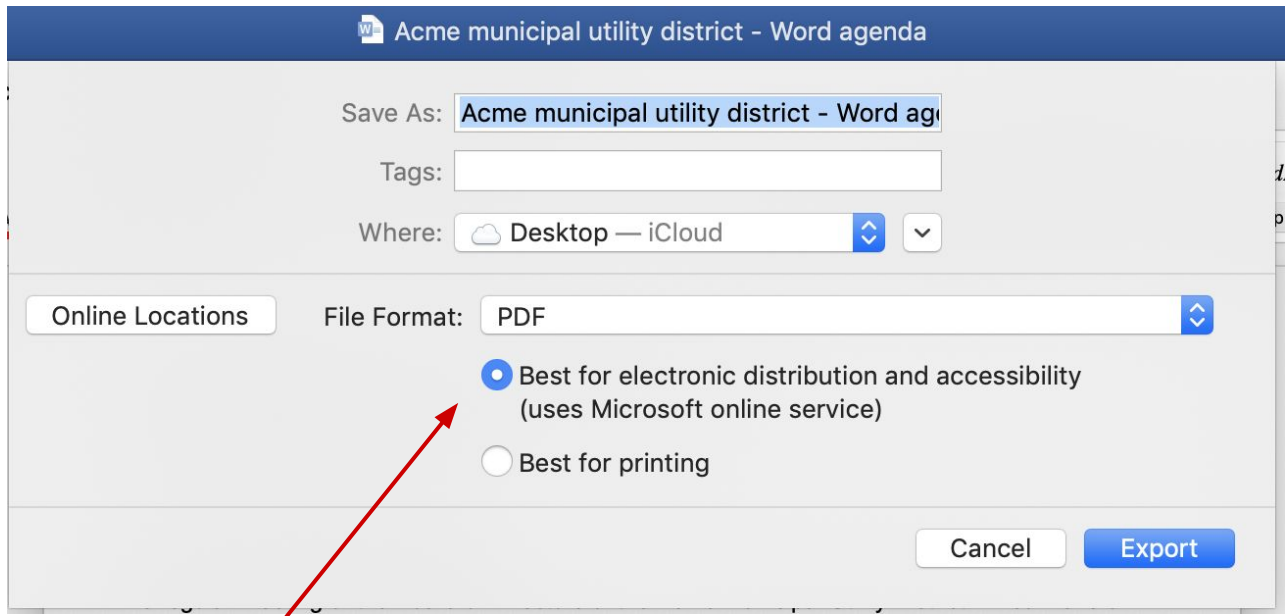 Acme municipal utility district - Word agenda
Save As: Acme municipal utility district - Word age
Tags:
Where: Desktop — iCloud
Online Locations File Format: PDF
Best for electronic distribution and accessibility
(uses Microsoft online service)
Best for printing
Cancel Export